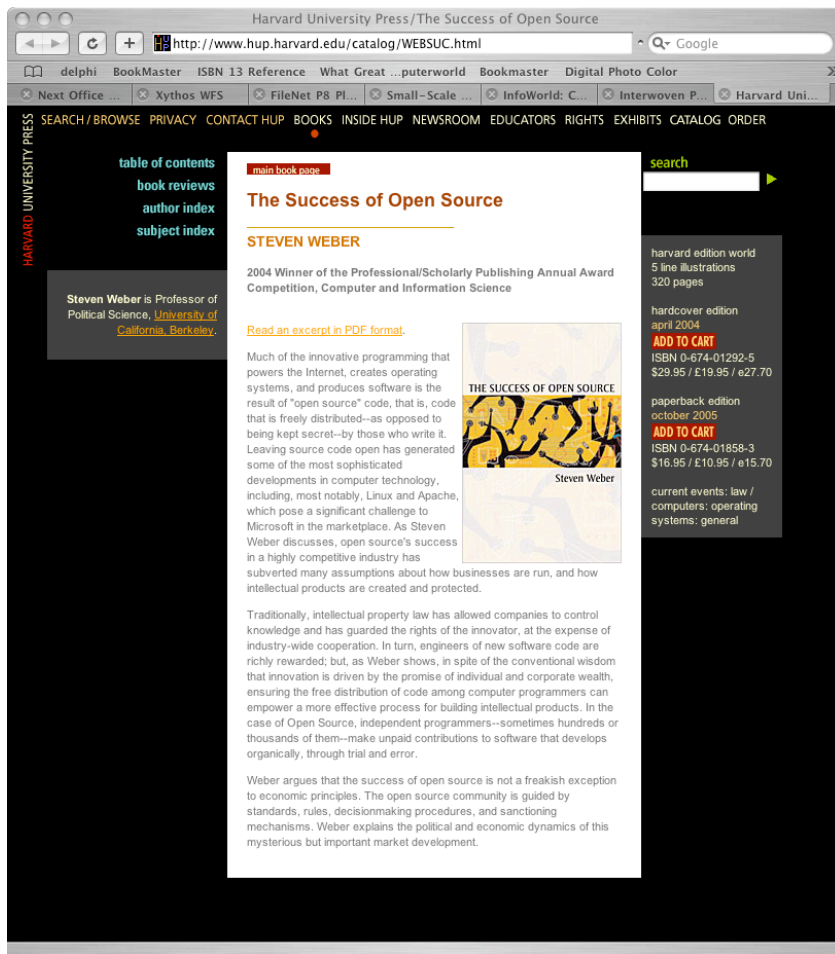 Harvard University Press/The Success of Open Source
http://www.hup.harvard.edu/catalog/WEBSUC.html
Google
delphi BookMaster ISBN 13 Reference What Great ...puterworld Bookmaster Digital Photo Color
Next Office ... Xythos WFS FileNet P8 Pl... Small-Scale ... InfoWorld: C... Interwoven P... Harvard Uni...
HARVARD UNIVERSITY PRESS
SEARCH / BROWSE PRIVACY CONTACT HUP BOOKS INSIDE HUP NEWSROOM EDUCATORS RIGHTS EXHIBITS CATALOG ORDER
table of contents
book reviews
author index
subject index
Steven Weber is Professor of
Political Science, University of
California, Berkeley.
main book page
The Success of Open Source
STEVEN WEBER
2004 Winner of the Professional/Scholarly Publishing Annual Award
Competition, Computer and Information Science
Read an excerpt in PDF format.
Much of the innovative programming that
powers the Internet, creates operating
systems, and produces software is the
result of "open source" code, that is, code
that is freely distributed--as opposed to
being kept secret--by those who write it.
Leaving source code open has generated
some of the most sophisticated
developments in computer technology,
including, most notably, Linux and Apache,
which pose a significant challenge to
Microsoft in the marketplace. As Steven
Weber discusses, open source's success
in a highly competitive industry has
subverted many assumptions about how businesses are run, and how
intellectual products are created and protected.
THE SUCCESS OF OPEN SOURCE
Steven Weber
Traditionally, intellectual property law has allowed companies to control
knowledge and has guarded the rights of the innovator, at the expense of
industry-wide cooperation. In turn, engineers of new software code are
richly rewarded; but, as Weber shows, in spite of the conventional wisdom
that innovation is driven by the promise of individual and corporate wealth,
ensuring the free distribution of code among computer programmers can
empower a more effective process for building intellectual products. In the
case of Open Source, independent programmers--sometimes hundreds or
thousands of them--make unpaid contributions to software that develops
organically, through trial and error.
Weber argues that the success of open source is not a freakish exception
to economic principles. The open source community is guided by
standards, rules, decisionmaking procedures, and sanctioning
mechanisms. Weber explains the political and economic dynamics of this
mysterious but important market development.
search
harvard edition world
5 line illustrations
320 pages
hardcover edition
april 2004
ADD TO CART
ISBN 0-674-01292-5
$29.95 / £19.95 / e27.70
paperback edition
october 2005
ADD TO CART
ISBN 0-674-01858-3
$16.95 / £10.95 / e15.70
current events: law /
computers: operating
systems: general